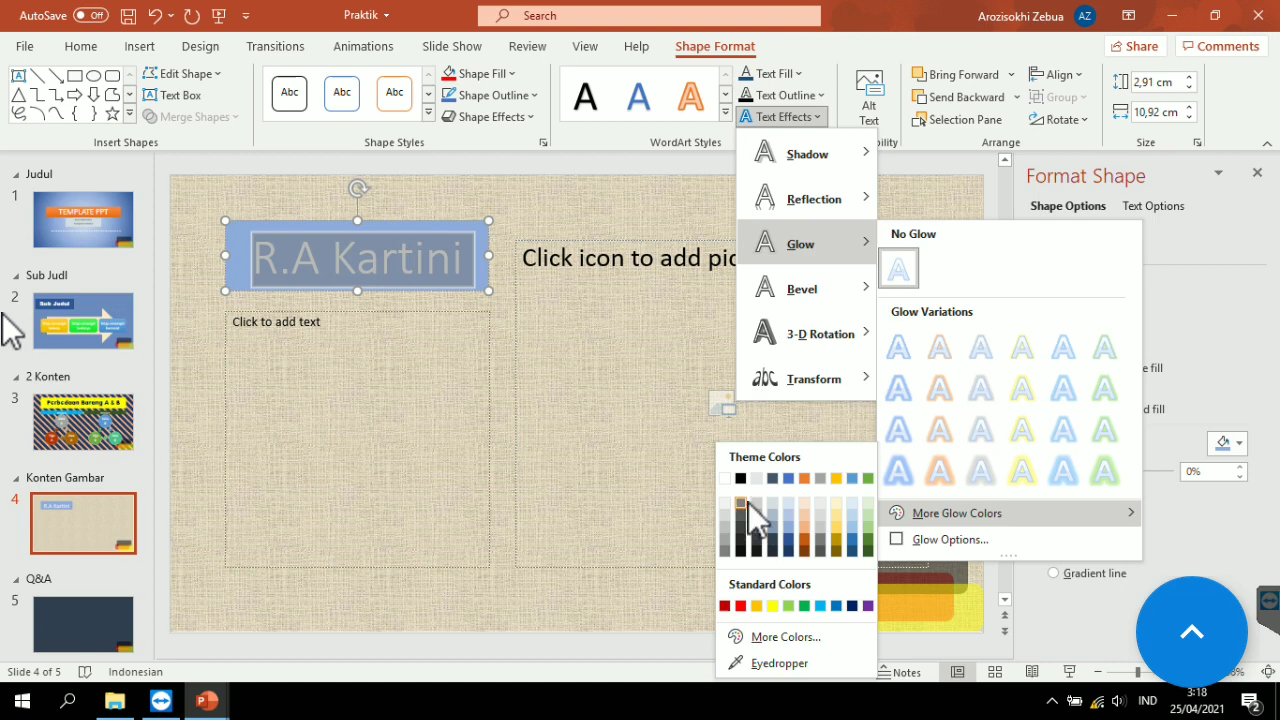 AutoSave Off
Praktik
Search
Arozisokhi Zebua AZ
File Home Insert Design Transitions Animations Slide Show Review View Help Shape Format
Share Comments
Edit Shape
Text Box
Merge Shapes
Insert Shapes
Abc Abc Abc
Shape Fill
Shape Outline
Shape Effects
Shape Styles
A A A
Text Fill
Text Outline
Text Effects
WordArt Styles
Alt Text
Bring Forward
Send Backward
Selection Pane
Align
Group
Rotate
Arrange
2,91 cm
10,92 cm
Size
Judul
1
TEMPLATE PPT
Sub Judl
2
Sub Judul
2 Konten
3
Perbedaan Bareng A & B
Konten Gambar
4
R.A Kartini
Q&A
5
R.A Kartini
Click to add text
Click icon to add pic
Shadow
Reflection
Glow
Bevel
3-D Rotation
Transform
No Glow
Glow Variations
More Glow Colors
Glow Options...
Theme Colors
Standard Colors
More Colors...
Eyedropper
Format Shape
Shape Options Text Options
0%
Gradient line
Slide 4 of 5
Indonesian
Notes
IND
3:18
25/04/2021
2